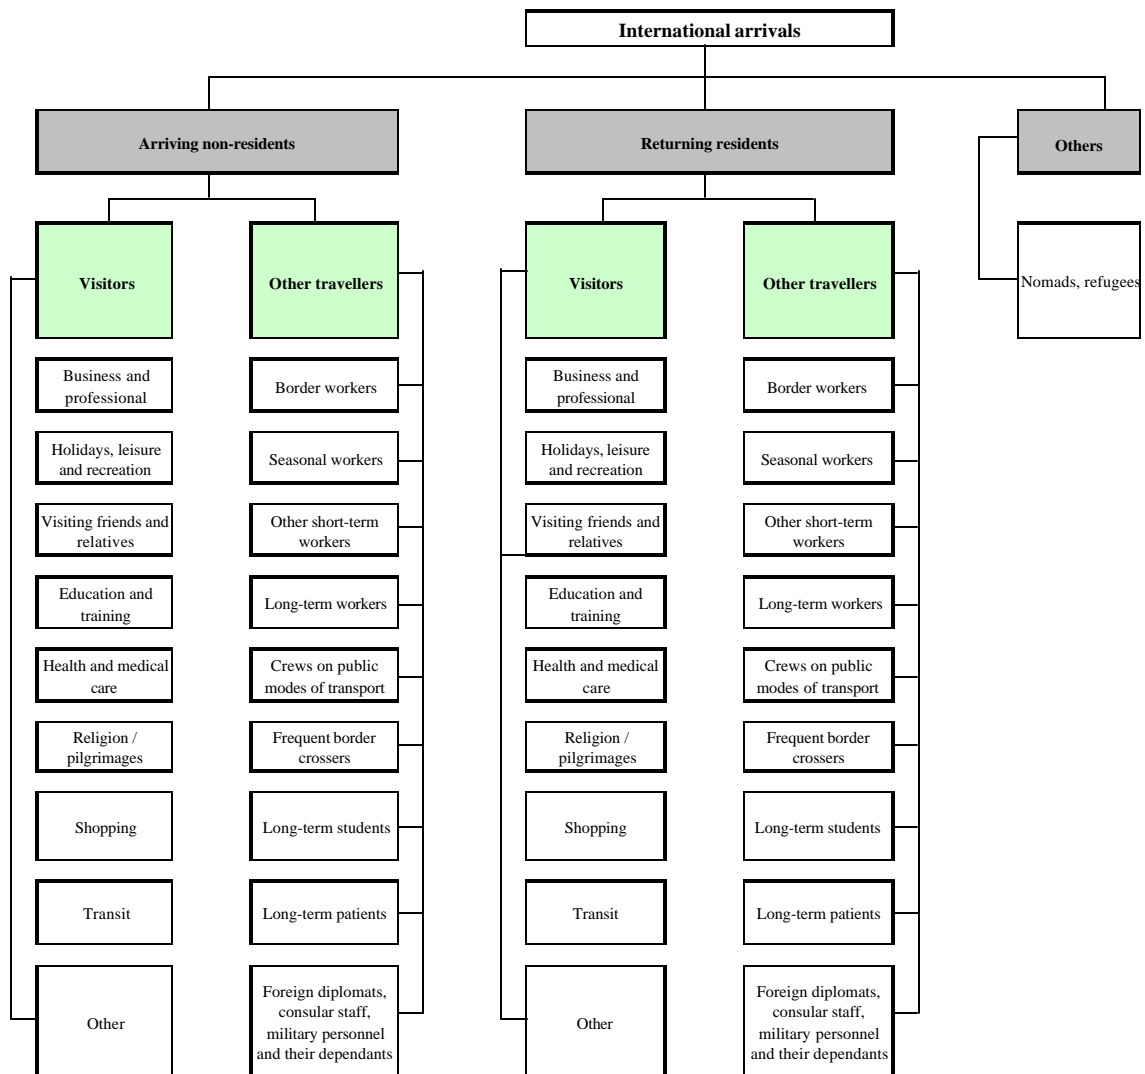 International arrivals
Arriving non-residents
Returning residents
Others
Visitors
Other travellers
Visitors
Other travellers
Nomads, refugees
Business and
professional
Holidays, leisure
and recreation
Visiting friends and
relatives
Education and
training
Health and medical
care
Religion /
pilgrimages
Shopping
Transit
Other
Border workers
Seasonal workers
Other short-term
workers
Long-term workers
Crews on public
modes of transport
Frequent border
crossers
Long-term students
Long-term patients
Foreign diplomats,
consular staff,
military personnel
and their dependants
Business and
professional
Holidays, leisure
and recreation
Visiting friends and
relatives
Education and
training
Health and medical
care
Religion /
pilgrimages
Shopping
Transit
Other
Border workers
Seasonal workers
Other short-term
workers
Long-term workers
Crews on public
modes of transport
Frequent border
crossers
Long-term students
Long-term patients
Foreign diplomats,
consular staff,
military personnel
and their dependants